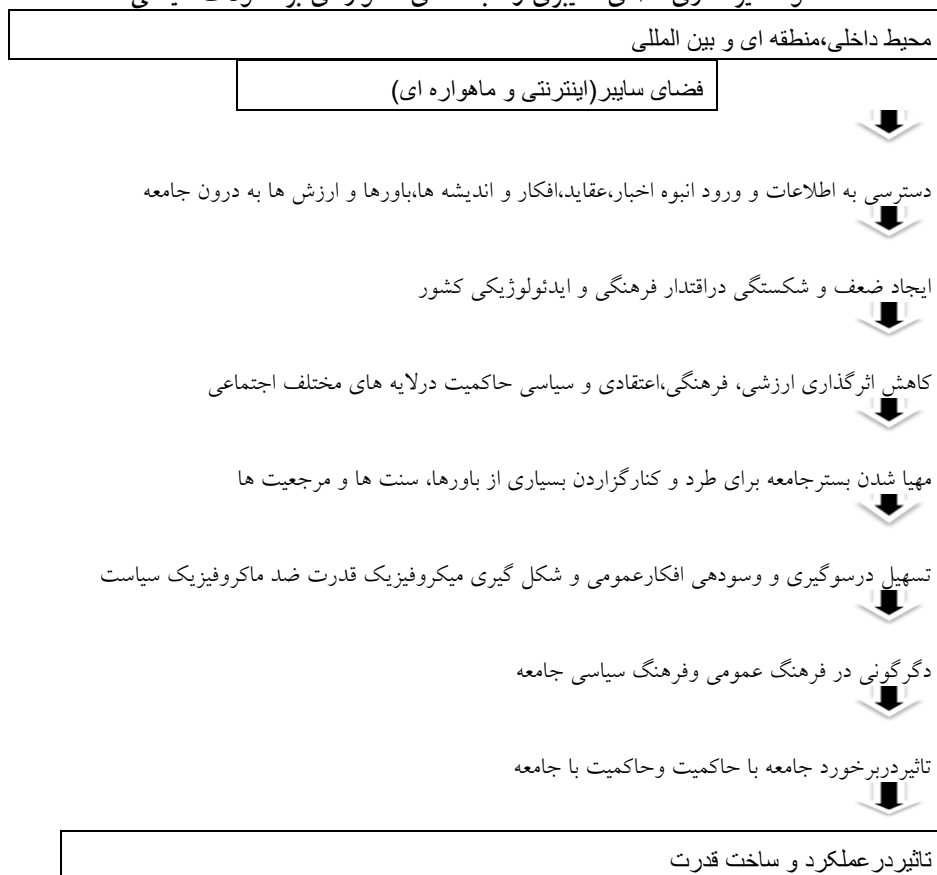 محیط داخلی،منطقه ای و بین المللی
فضای سایبر(اینترنتی و ماهواره ای)
دسترسی به اطلاعات و ورود انبوه اخبار،عقاید،افکار و اندیشه ها،باورها و ارزش ها به درون جامعه
ایجاد ضعف و شکستگی دراقتدار فرهنگی و ایدئولوژیکی کشور
کاهش اثرگذاری ارزشی، فرهنگی،اعتقادی و سیاسی حاکمیت درلایه های مختلف اجتماعی
مهیا شدن بسترجامعه برای طرد و کنارگزاردن بسیاری از باورها، سنت ها و مرجعیت ها
تسهیل درسوگیری و وسودهی افکارعمومی و شکل گیری میکروفیزیک قدرت ضد ماکروفیزیک سیاست
دگرگونی در فرهنگ عمومی وفرهنگ سیاسی جامعه
تاثیردربرخورد جامعه با حاکمیت وحاکمیت با جامعه
تاثیردرعملکرد و ساخت قدرت